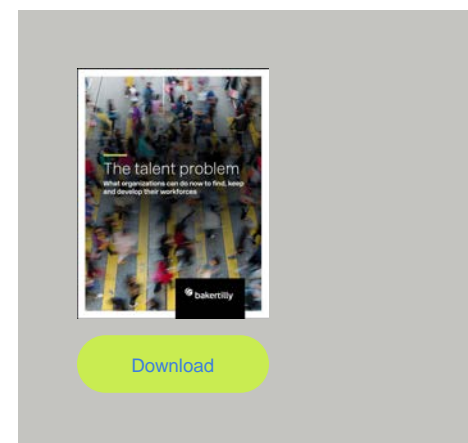 The talent problem
What organizations can do now to find, keep
and develop their workforces
bakertilly
Download